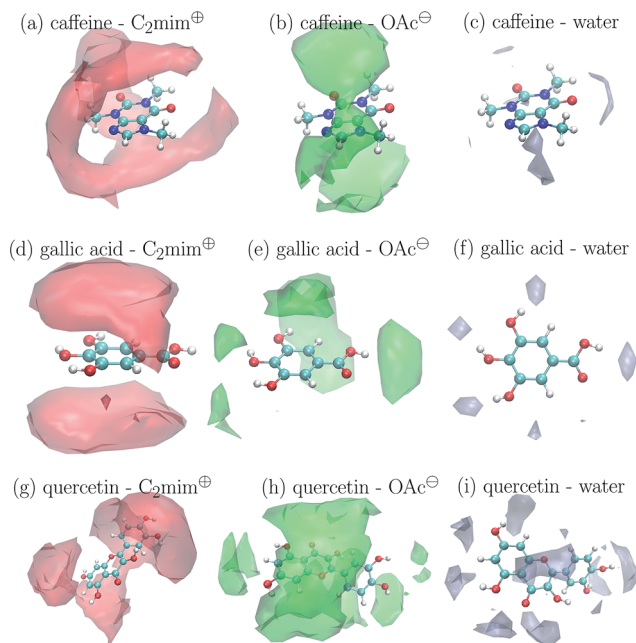 (a) caffeine - C₂mim⊕
(b) caffeine - OAc⊖
(c) caffeine - water
(d) gallic acid - C₂mim⊕
(e) gallic acid - OAc⊖
(f) gallic acid - water
(g) quercetin - C₂mim⊕
(h) quercetin - OAc⊖
(i) quercetin - water